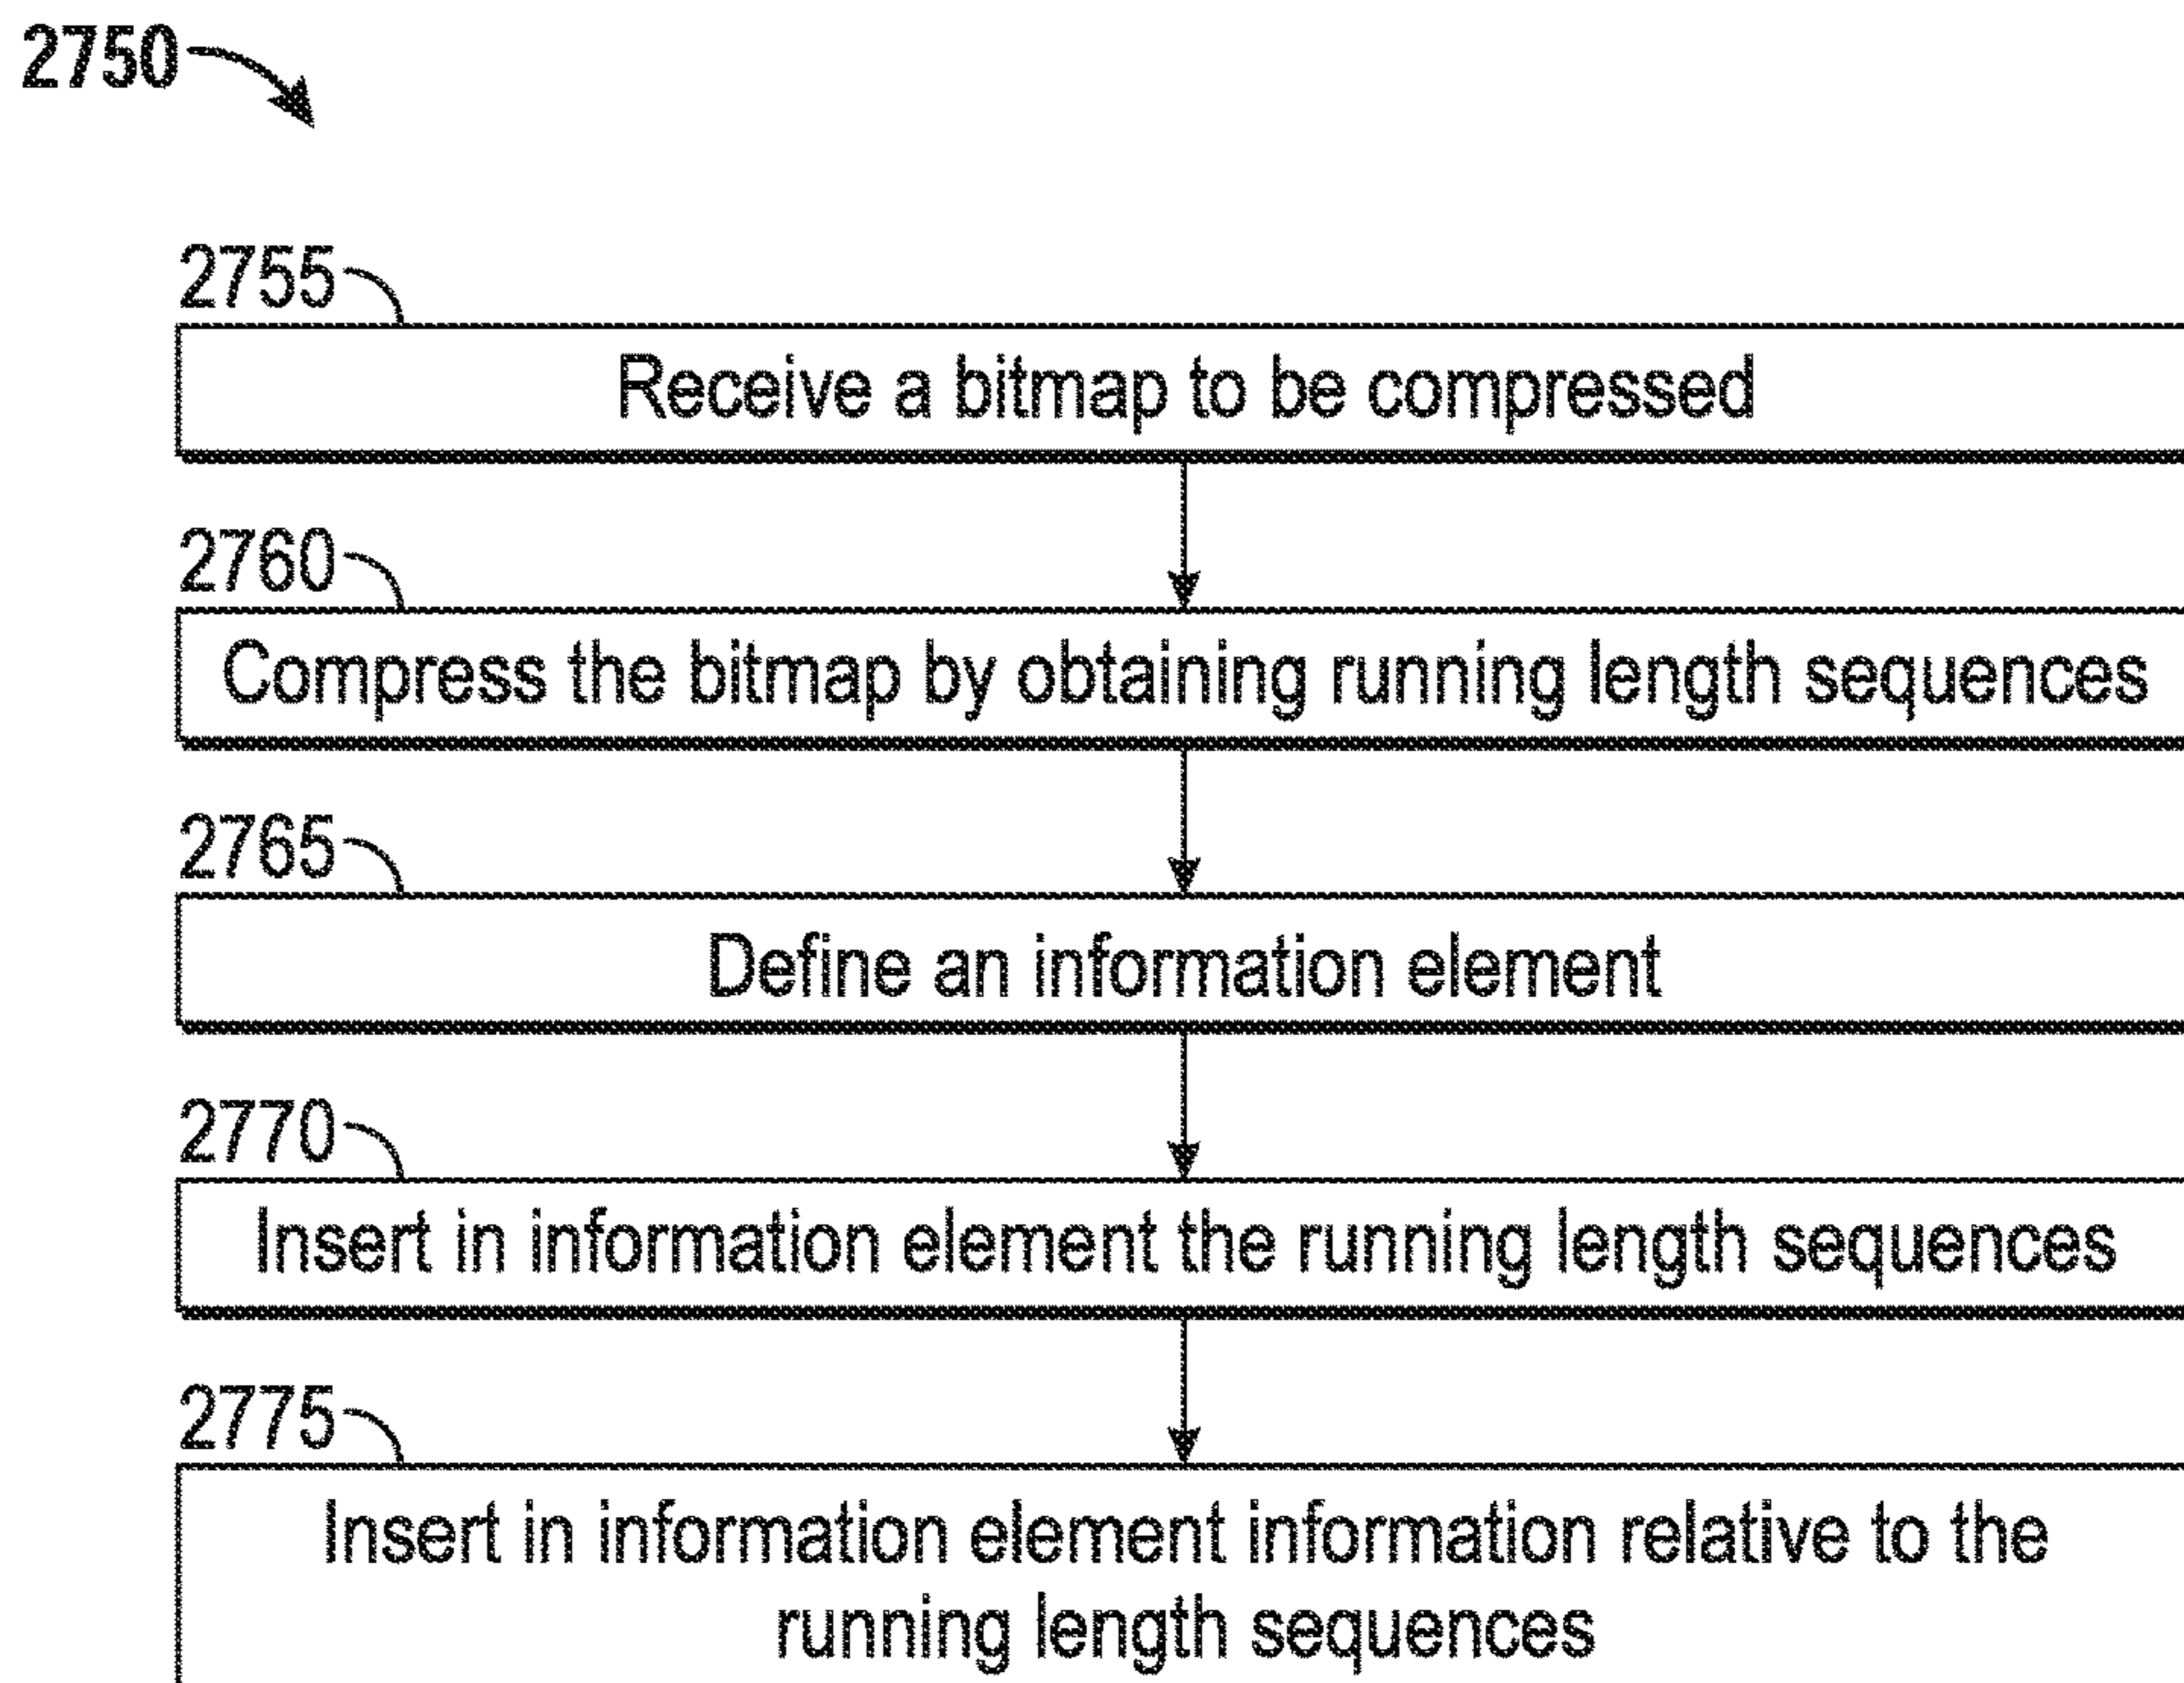 2750
2755
Receive a bitmap to be compressed
2760
Compress the bitmap by obtaining running length sequences
2765
Define an information element
2770
Insert in information element the running length sequences
2775
Insert in information element information relative to the
running length sequences